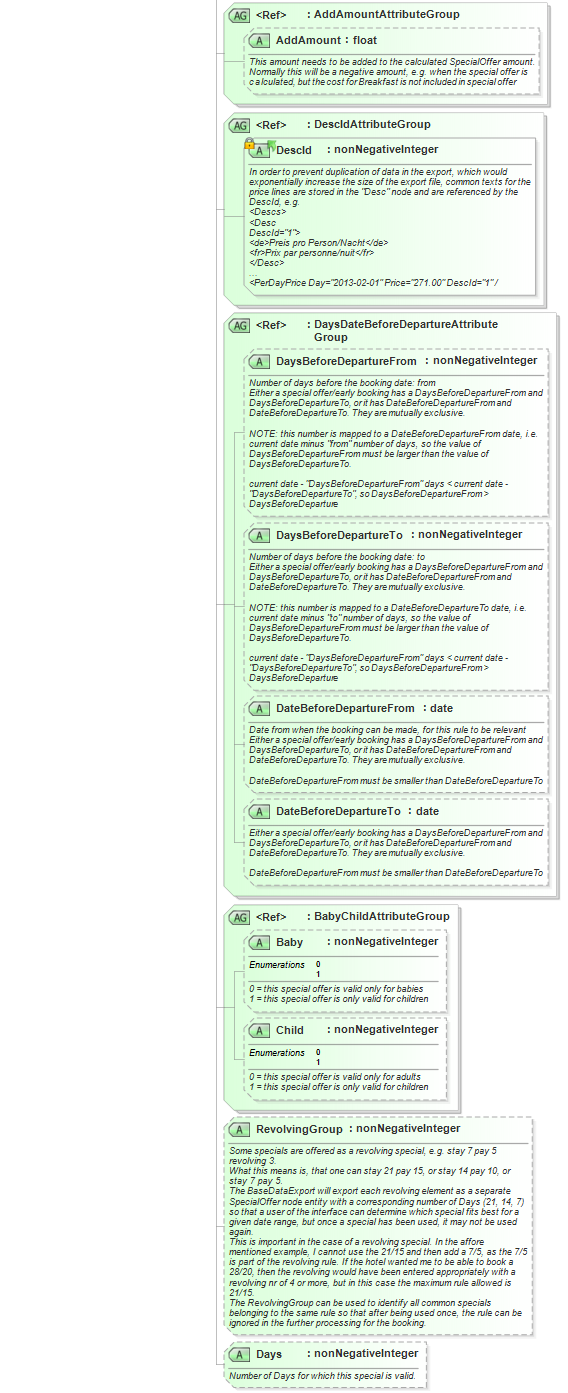 AG <Ref> : AddAmountAttributeGroup
A AddAmount : float
This amount needs to be added to the calculated SpecialOffer amount.
Normally this will be a negative amount, e.g. when the special offer is
calculated, but the cost for Breakfast is not included in special offer
AG <Ref> : DescIdAttributeGroup
A DescId : nonNegativeInteger
In order to prevent duplication of data in the export, which would
exponentially increase the size of the export file, common texts for the
price lines are stored in the "Desc" node and are referenced by the
DescId, e.g.
<Descs>
<Desc
DescId="1">
<de>Preis pro Person/Nacht</de>
<fr>Prix par personne/nuit</fr>
</Desc>
...
<PerDayPrice Day="2013-02-01" Price="271.00" DescId="1" /
AG <Ref> : DaysDateBeforeDepartureAttribute
Group
A DaysBeforeDepartureFrom : nonNegativeInteger
Number of days before the booking date: from
Either a special offer/early booking has a DaysBeforeDepartureFrom and
DaysBeforeDepartureTo, or it has DateBeforeDepartureFrom and
DateBeforeDepartureTo. They are mutually exclusive.
NOTE: this number is mapped to a DateBeforeDepartureFrom date, i.e.
current date minus "from" number of days, so the value of
DaysBeforeDepartureFrom must be larger than the value of
DaysBeforeDepartureTo.
current date - "DaysBeforeDepartureFrom" days < current date -
"DaysBeforeDepartureTo", so DaysBeforeDepartureFrom >
DaysBeforeDeparture
A DaysBeforeDepartureTo : nonNegativeInteger
Number of days before the booking date: to
Either a special offer/early booking has a DaysBeforeDepartureFrom and
DaysBeforeDepartureTo, or it has DateBeforeDepartureFrom and
DateBeforeDepartureTo. They are mutually exclusive.
NOTE: this number is mapped to a DateBeforeDepartureTo date, i.e.
current date minus "to" number of days, so the value of
DaysBeforeDepartureFrom must be larger than the value of
DaysBeforeDepartureTo.
current date - "DaysBeforeDepartureFrom" days < current date -
"DaysBeforeDepartureTo", so DaysBeforeDepartureFrom >
DaysBeforeDeparture
A DateBeforeDepartureFrom : date
Date from when the booking can be made, for this rule to be relevant
Either a special offer/early booking has a DaysBeforeDepartureFrom and
DaysBeforeDepartureTo, or it has DateBeforeDepartureFrom and
DateBeforeDepartureTo. They are mutually exclusive.
DateBeforeDepartureFrom must be smaller than DateBeforeDepartureTo
A DateBeforeDepartureTo : date
Either a special offer/early booking has a DaysBeforeDepartureFrom and
DaysBeforeDepartureTo, or it has DateBeforeDepartureFrom and
DateBeforeDepartureTo. They are mutually exclusive.
DateBeforeDepartureFrom must be smaller than DateBeforeDepartureTo
AG <Ref> : BabyChildAttributeGroup
A Baby : nonNegativeInteger
Enumerations 0
1
0 = this special offer is valid only for babies
1 = this special offer is only valid for children
A Child : nonNegativeInteger
Enumerations 0
1
0 = this special offer is valid only for adults
1 = this special offer is only valid for children
A RevolvingGroup : nonNegativeInteger
Some specials are offered as a revolving special, e.g. stay 7 pay 5
revolving 3.
What this means is, that one can stay 21 pay 15, or stay 14 pay 10, or
stay 7 pay 5.
The BaseDataExport will export each revolving element as a separate
SpecialOffer node entity with a corresponding number of Days (21, 14, 7)
so that a user of the interface can determine which special fits best for a
given date range, but once a special has been used, it may not be used
again.
This is important in the case of a revolving special. In the affore
mentioned example, I cannot use the 21/15 and then add a 7/5, as the 7/5
is part of the revolving rule. If the hotel wanted me to be able to book a
28/20, then the revolving would have been entered appropriately with a
revolving nr of 4 or more, but in this case the maximum rule allowed is
21/15.
The RevolvingGroup can be used to identify all common specials
belonging to the same rule so that after being used once, the rule can be
ignored in the further processing for the booking.
A Days : nonNegativeInteger
Number of Days for which this special is valid.